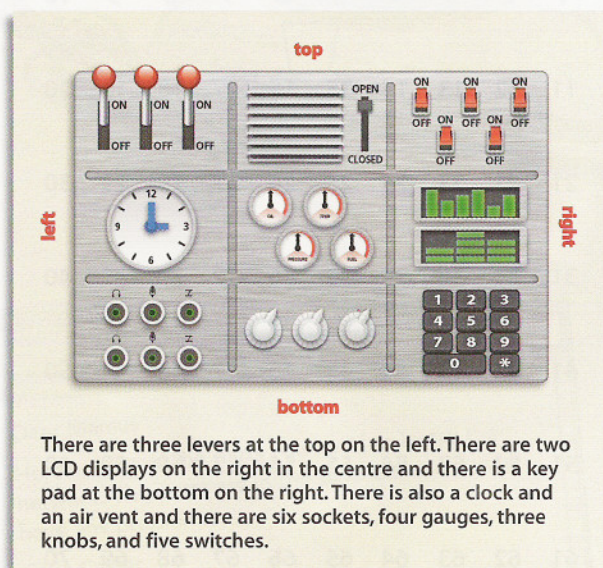 top
left
right
ON
ON
ON
OFF
OFF
OFF
OPEN
CLOSED
ON
ON
ON
OFF
ON
OFF
ON
OFF
OFF
OFF
12
9
3
6
OIL
PRESSURE
FUEL
1 2 3
4 5 6
7 8 9
0 *
bottom
There are three levers at the top on the left. There are two
LCD displays on the right in the centre and there is a key
pad at the bottom on the right. There is also a clock and
an air vent and there are six sockets, four gauges, three
knobs, and five switches.